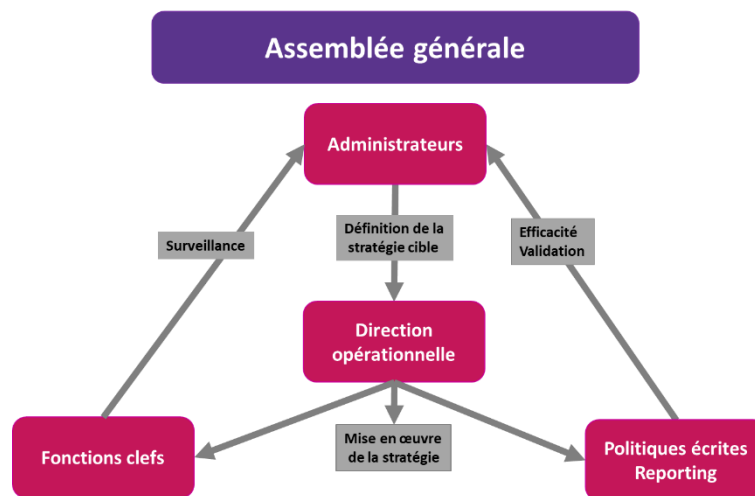 Assemblée générale
Administrateurs
Surveillance
Définition de la
stratégie cible
Efficacité
Validation
Direction
opérationnelle
Fonctions clefs
Mise en œuvre
de la stratégie
Politiques écrites
Reporting